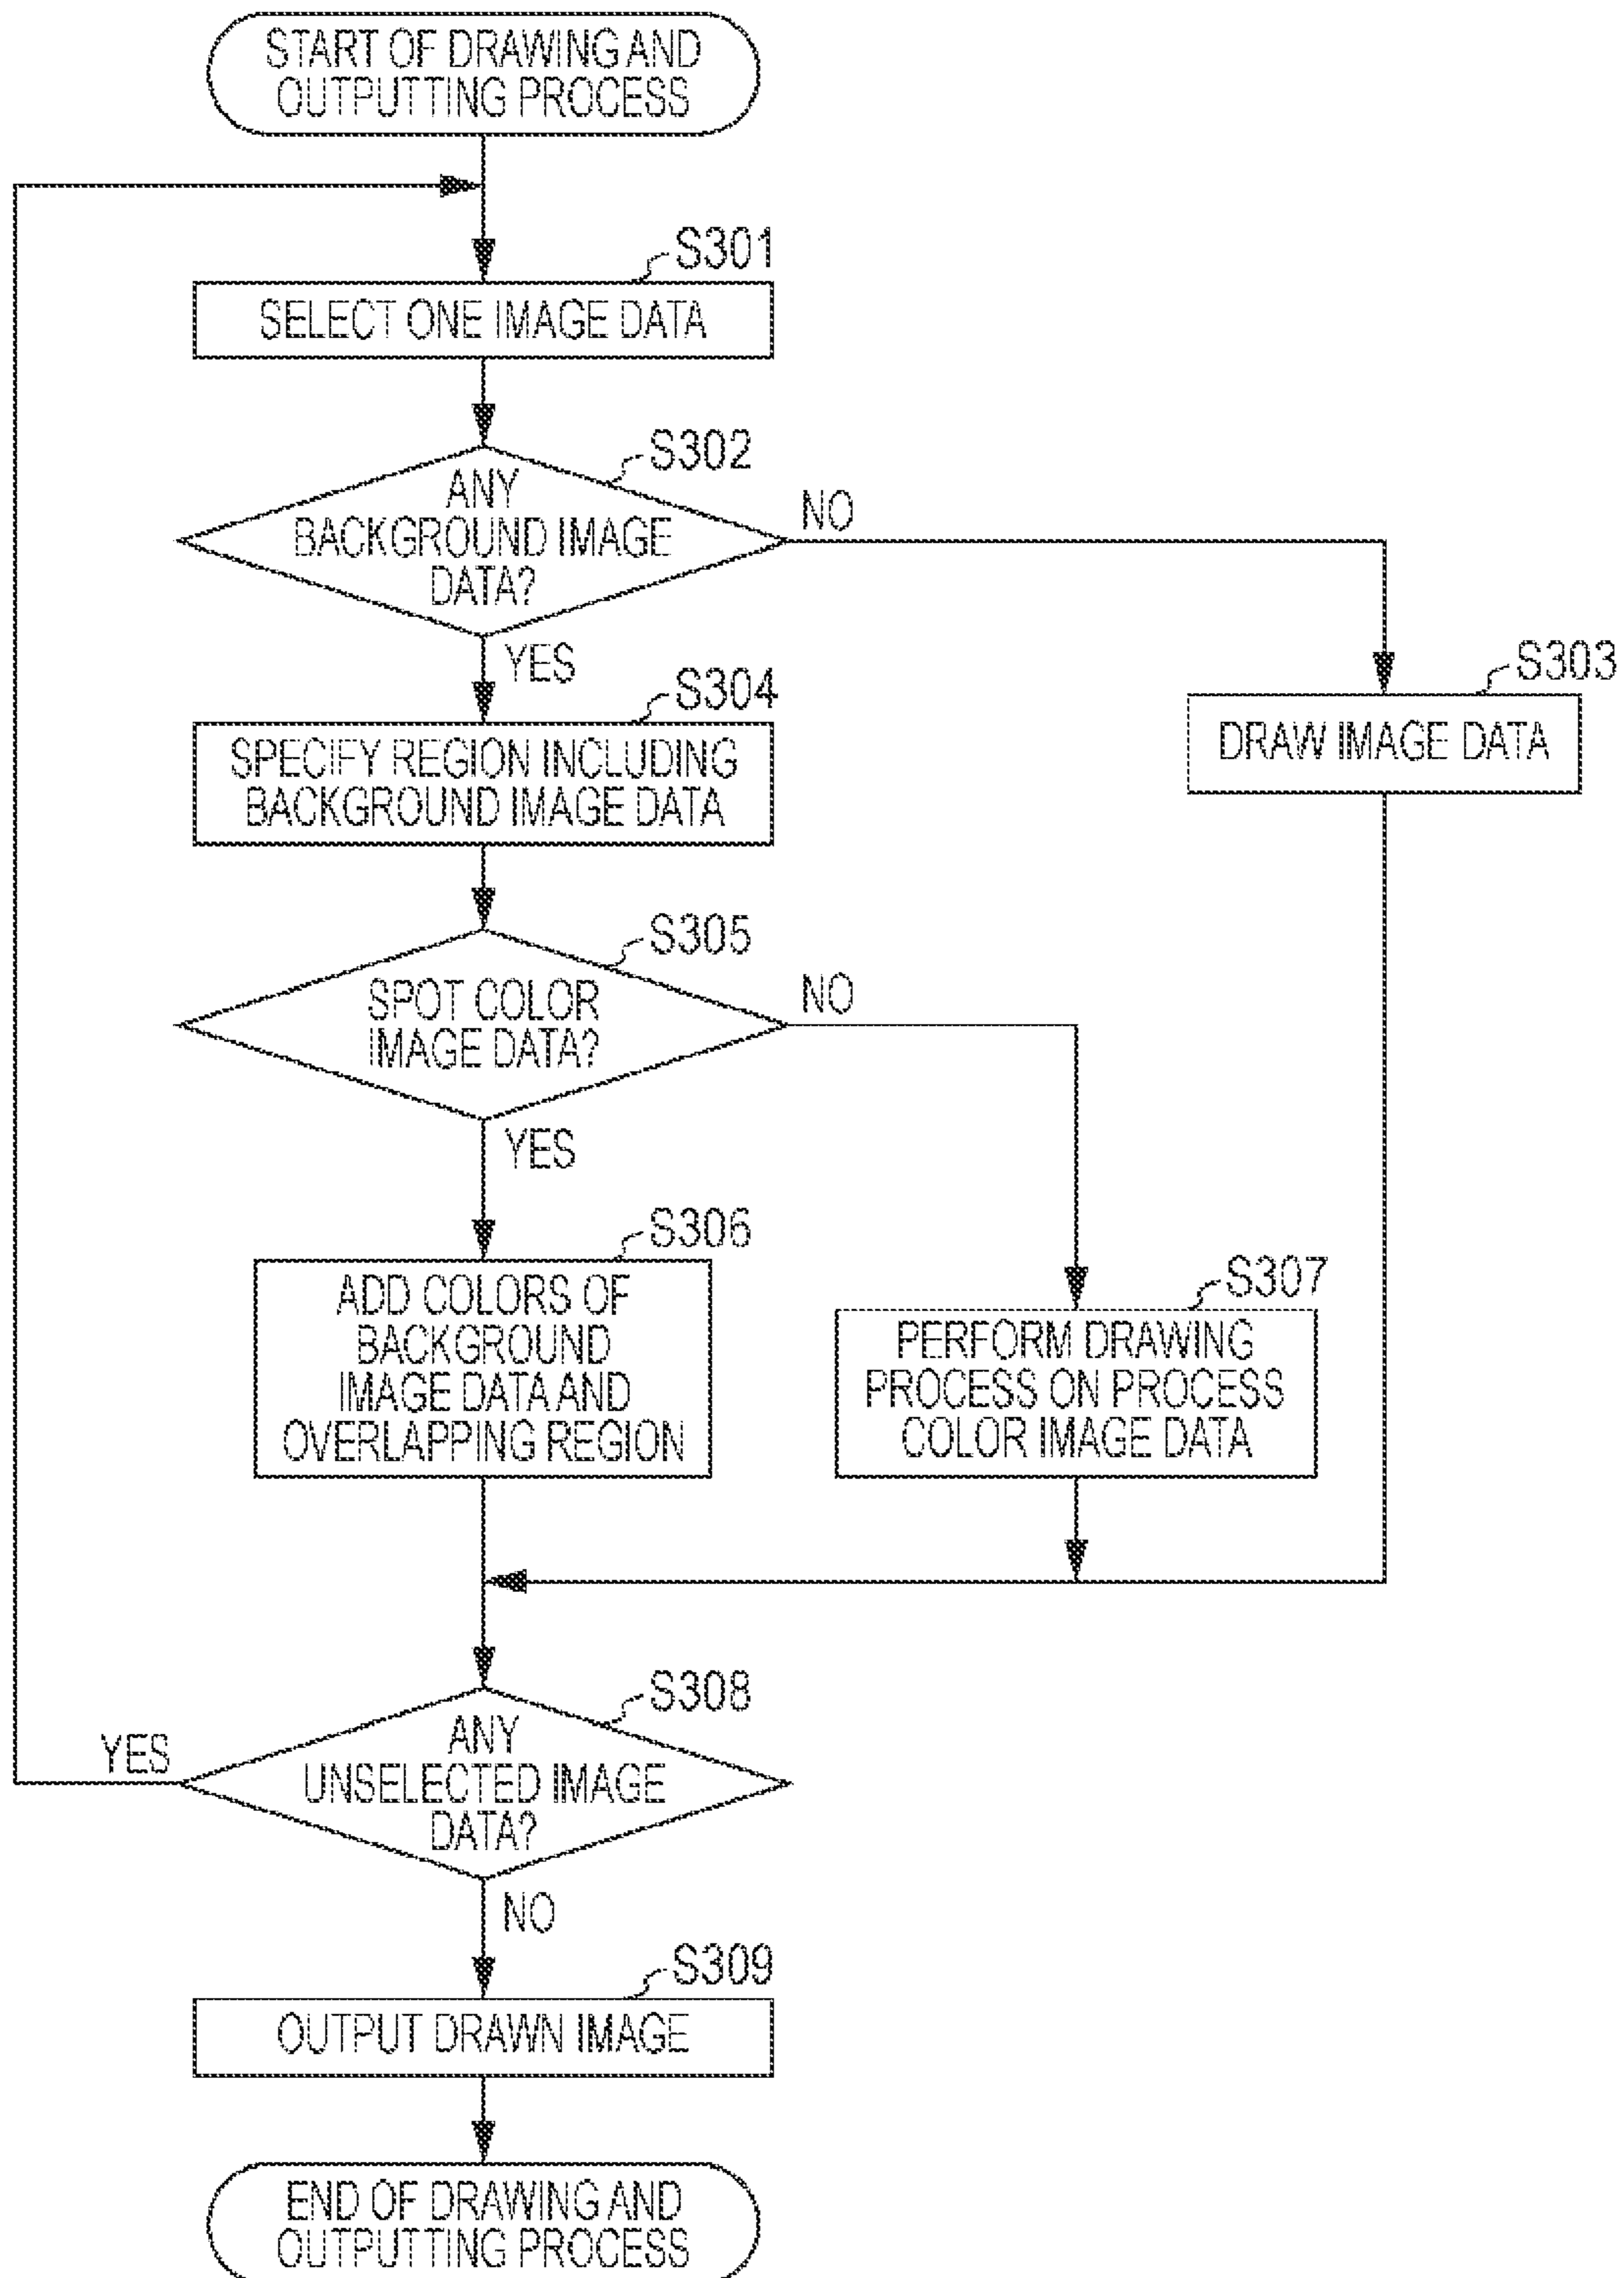 START OF DRAWING AND
OUTPUTTING PROCESS
S301
SELECT ONE IMAGE DATA
S302
ANY
BACKGROUND IMAGE
DATA?
NO
YES
S303
DRAW IMAGE DATA
S304
SPECIFY REGION INCLUDING
BACKGROUND IMAGE DATA
S305
SPOT COLOR
IMAGE DATA?
NO
YES
S306
ADD COLORS OF
BACKGROUND
IMAGE DATA AND
OVERLAPPING REGION
S307
PERFORM DRAWING
PROCESS ON PROCESS
COLOR IMAGE DATA
S308
ANY
UNSELECTED IMAGE
DATA?
YES
NO
S309
OUTPUT DRAWN IMAGE
END OF DRAWING AND
OUTPUTTING PROCESS